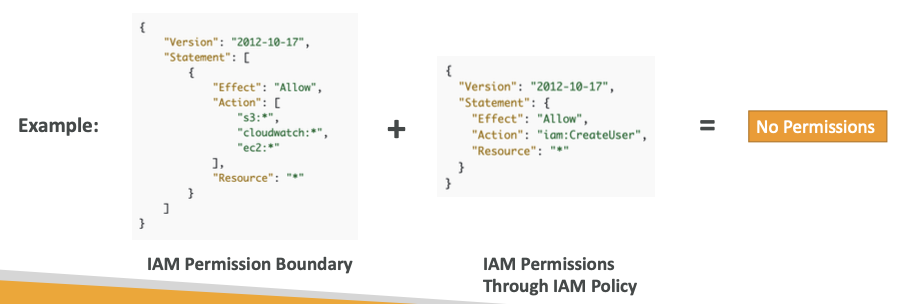 Example:
{
"Version": "2012-10-17",
"Statement": [
{
"Effect": "Allow",
"Action": [
"s3:*",
"cloudwatch:*",
"ec2:*"
],
"Resource": "*"
}
]
}
IAM Permission Boundary
+
{
"Version": "2012-10-17",
"Statement": {
"Effect": "Allow",
"Action": "iam:CreateUser",
"Resource": "*"
}
}
IAM Permissions
Through IAM Policy
=
No Permissions